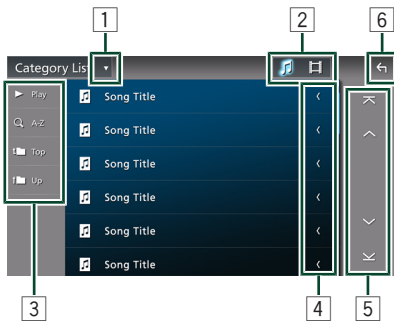 1
2
6
Category List
Play
A-Z
Top
Up
Song Title
Song Title
Song Title
Song Title
Song Title
Song Title
3
4
5